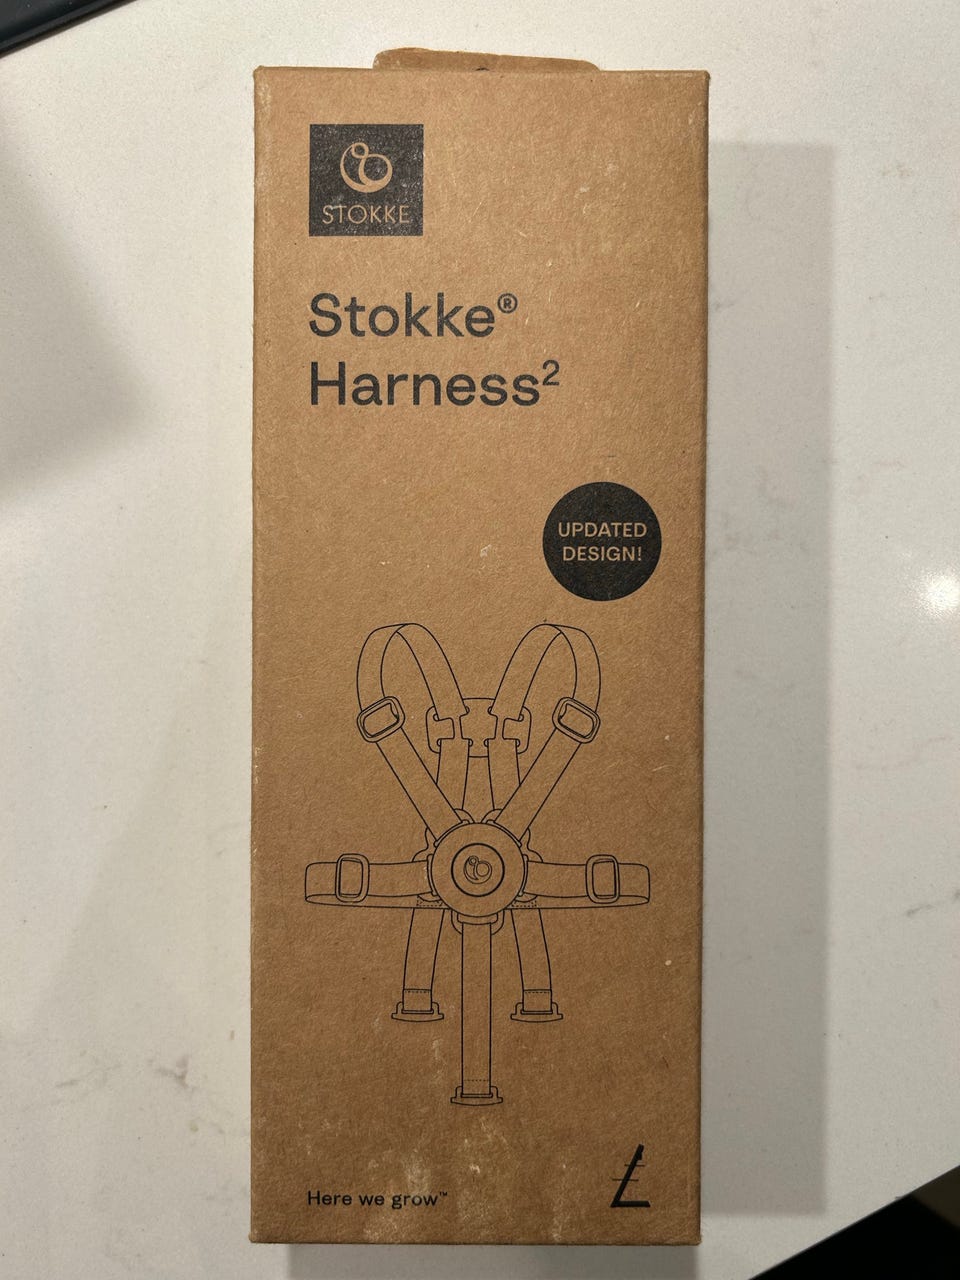 STOKKE
Stokke®
Harness²
UPDATED
DESIGN!
Here we grow™